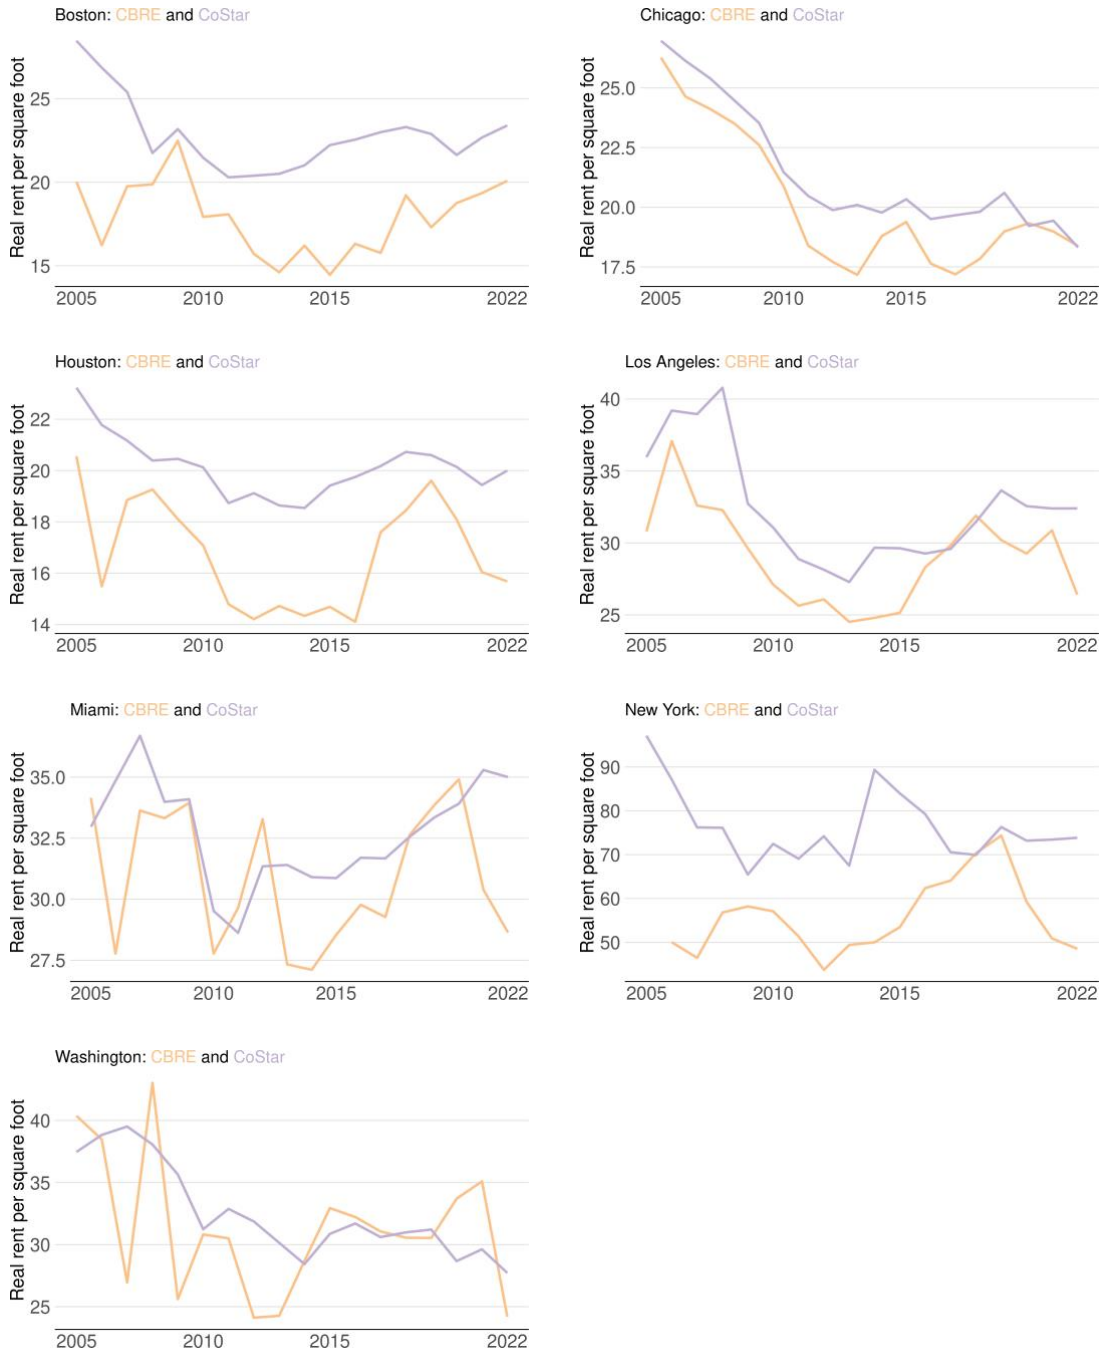 Boston: CBRE and CoStar
Real rent per square foot
25
20
15
2005 2010 2015 2022
Chicago: CBRE and CoStar
Real rent per square foot
25.0
22.5
20.0
17.5
2005 2010 2015 2022
Houston: CBRE and CoStar
Real rent per square foot
22
20
18
16
14
2005 2010 2015 2022
Los Angeles: CBRE and CoStar
Real rent per square foot
40
35
30
25
2005 2010 2015 2022
Miami: CBRE and CoStar
Real rent per square foot
35.0
32.5
30.0
27.5
2005 2010 2015 2022
New York: CBRE and CoStar
Real rent per square foot
90
80
70
60
50
2005 2010 2015 2022
Washington: CBRE and CoStar
Real rent per square foot
40
35
30
25
2005 2010 2015 2022